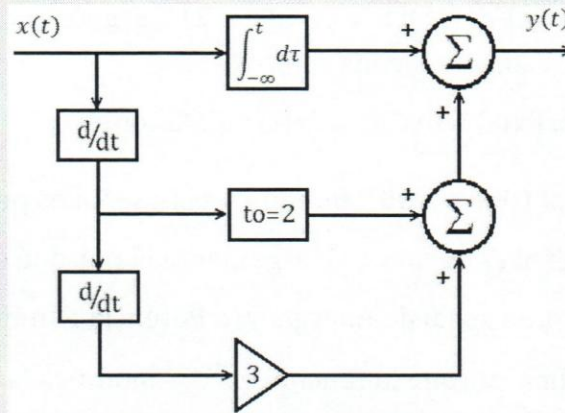 x(t)
y(t)
∫_{-∞}^{t} dτ
+
Σ
+
d/dt
to=2
+
Σ
+
d/dt
3